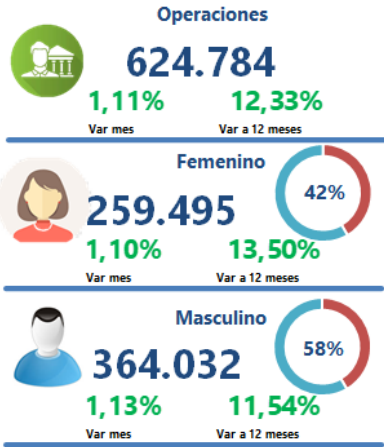 Operaciones
624.784
1,11% 12,33%
Var mes Var a 12 meses
Femenino
42%
259.495
1,10% 13,50%
Var mes Var a 12 meses
Masculino
58%
364.032
1,13% 11,54%
Var mes Var a 12 meses